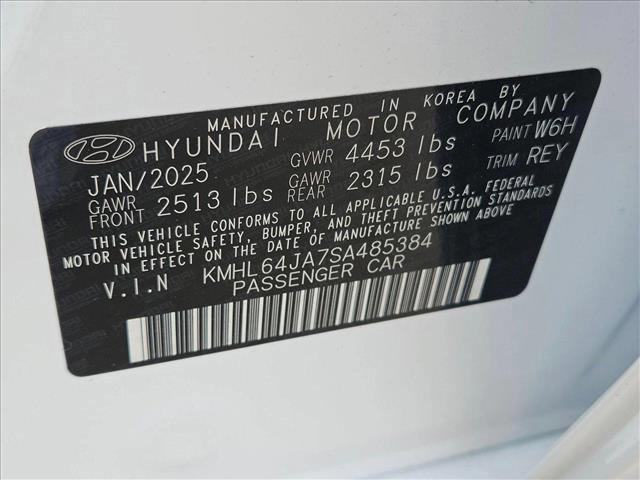 MANUFACTURED IN KOREA BY
HYUNDAI MOTOR COMPANY
JAN/2025 GVWR 4453 lbs PAINT W6H
GAWR FRONT 2513 lbs GAWR REAR 2315 lbs TRIM REY
THIS VEHICLE CONFORMS TO ALL APPLICABLE U.S.A. FEDERAL
MOTOR VEHICLE SAFETY, BUMPER, AND THEFT PREVENTION STANDARDS
IN EFFECT ON THE DATE OF MANUFACTURE SHOWN ABOVE.
V.I.N KMHL64JA7SA485384
PASSENGER CAR